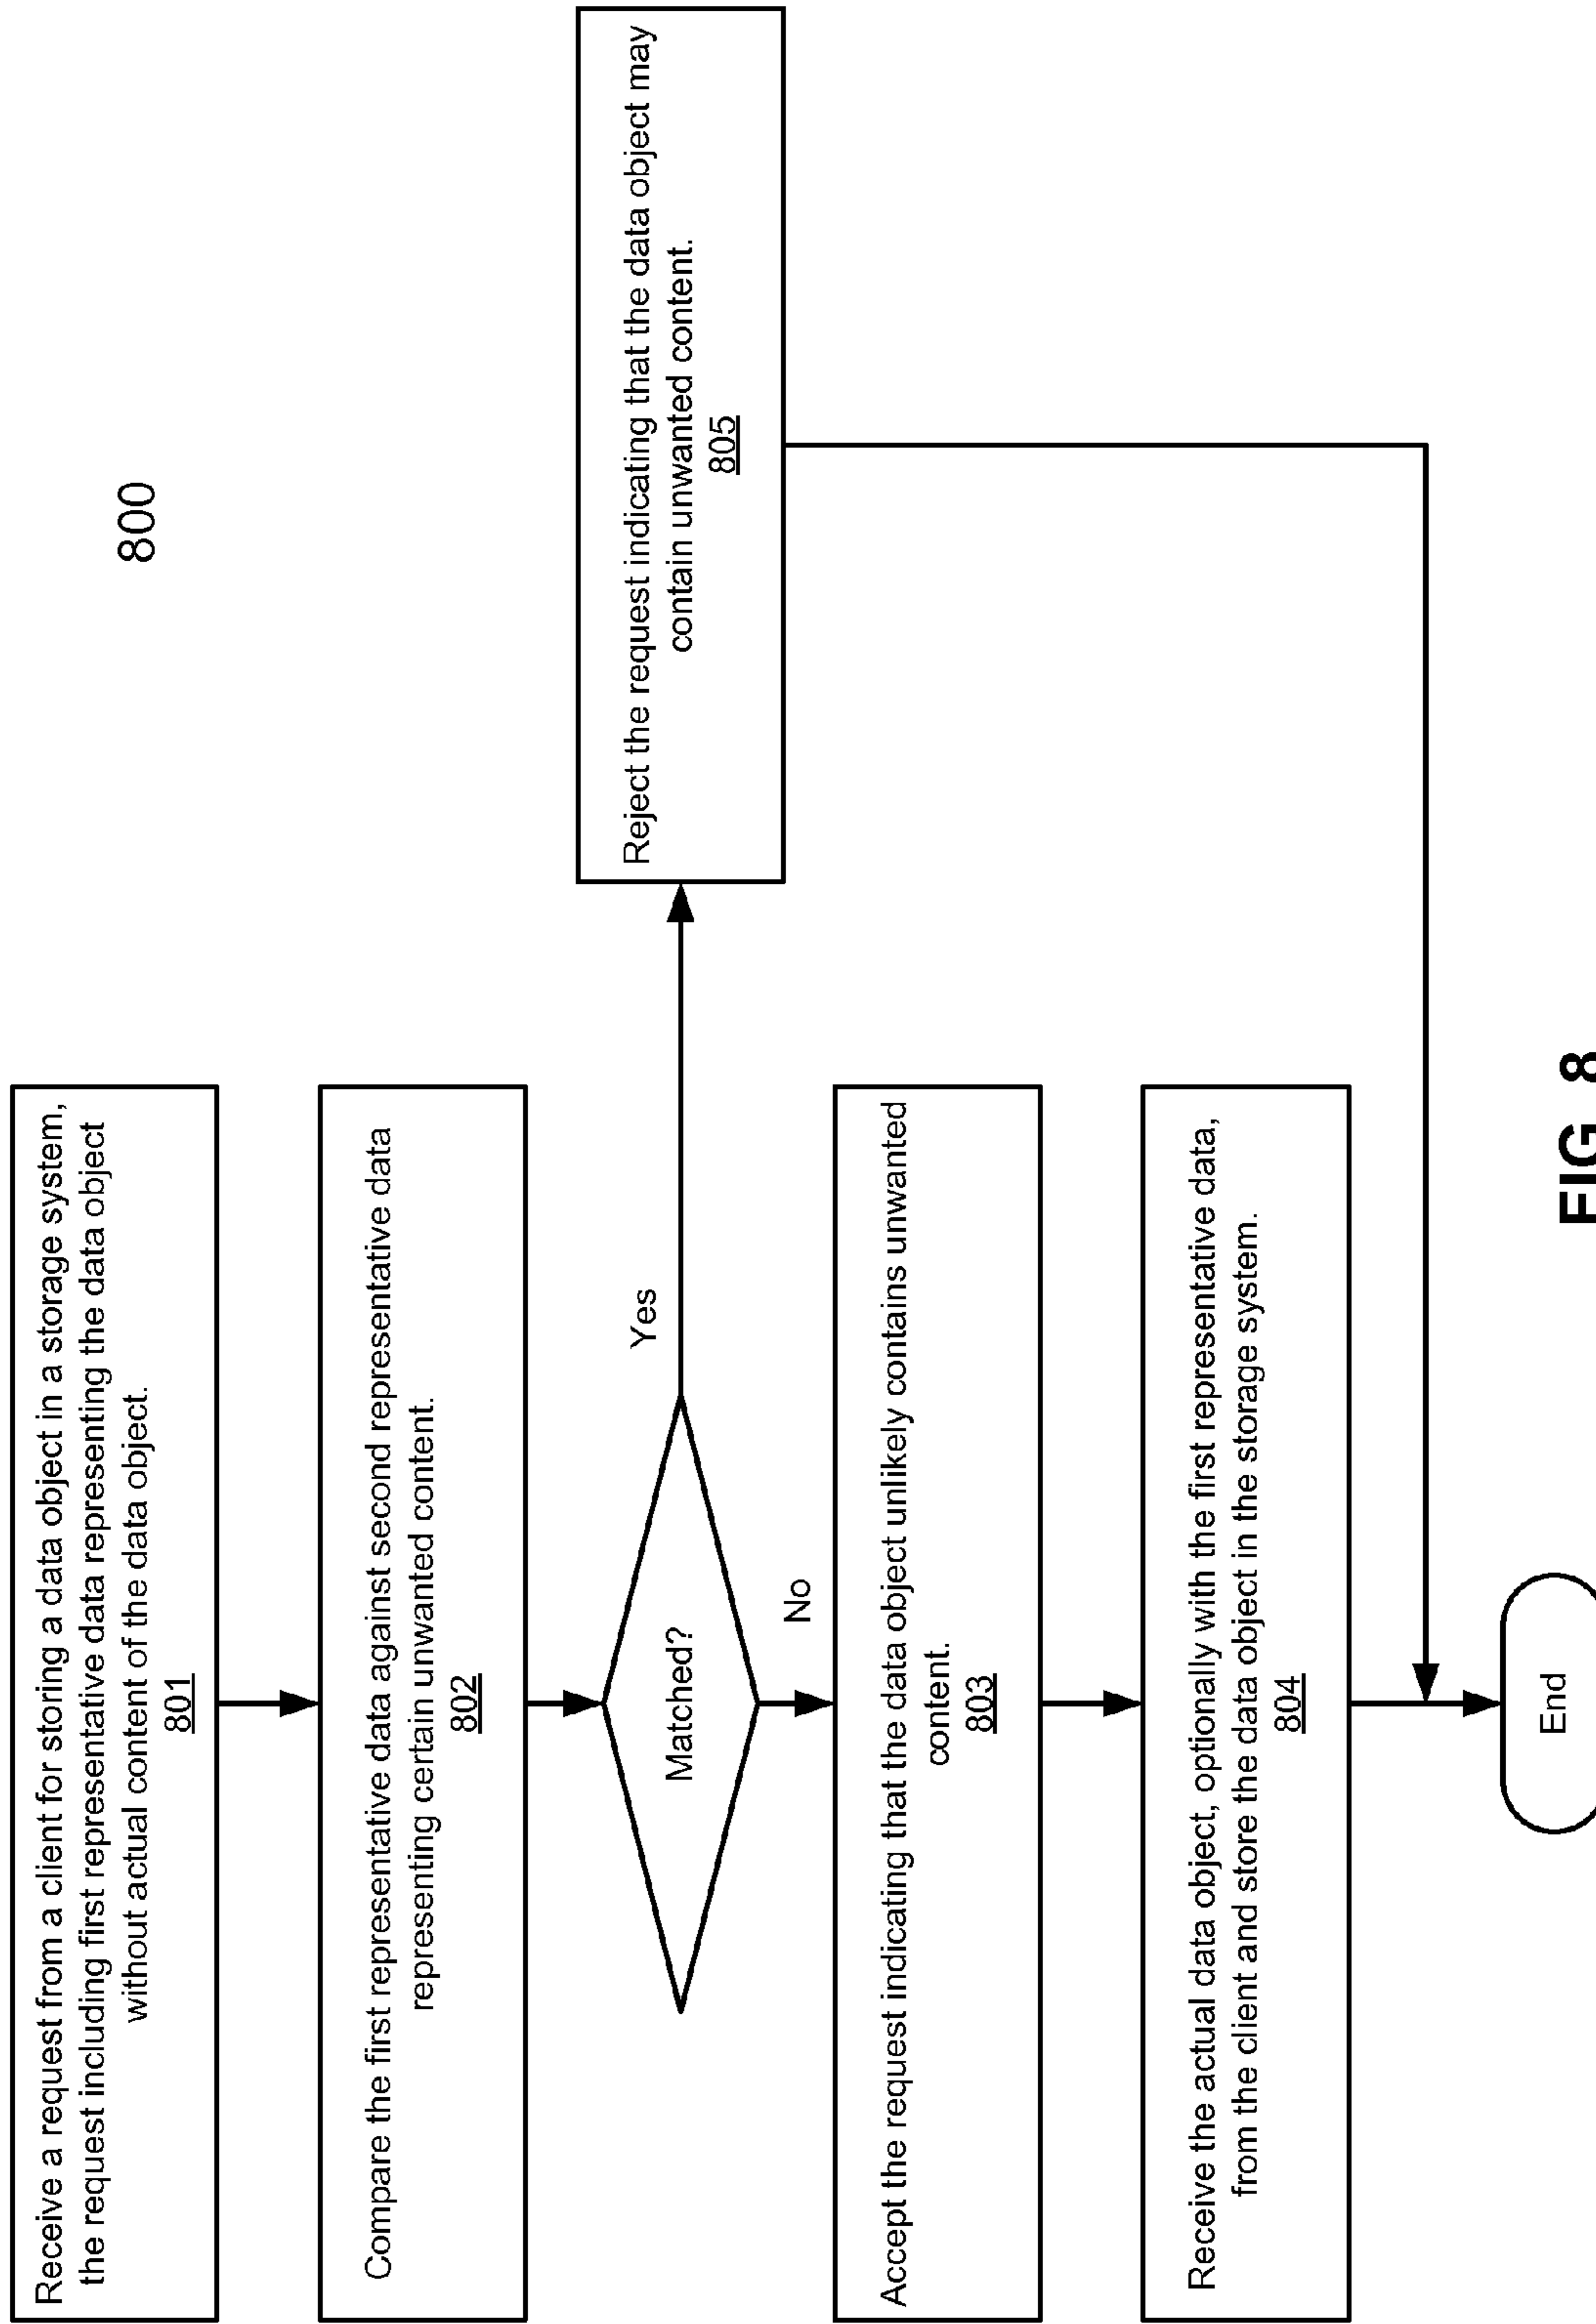 800
Receive a request from a client for storing a data object in a storage system,
the request including first representative data representing the data object
without actual content of the data object.
801
Compare the first representative data against second representative data
representing certain unwanted content.
802
Matched?
Yes
No
Reject the request indicating that the data object may
contain unwanted content.
805
Accept the request indicating that the data object unlikely contains unwanted
content.
803
Receive the actual data object, optionally with the first representative data,
from the client and store the data object in the storage system.
804
End
FIG. 8